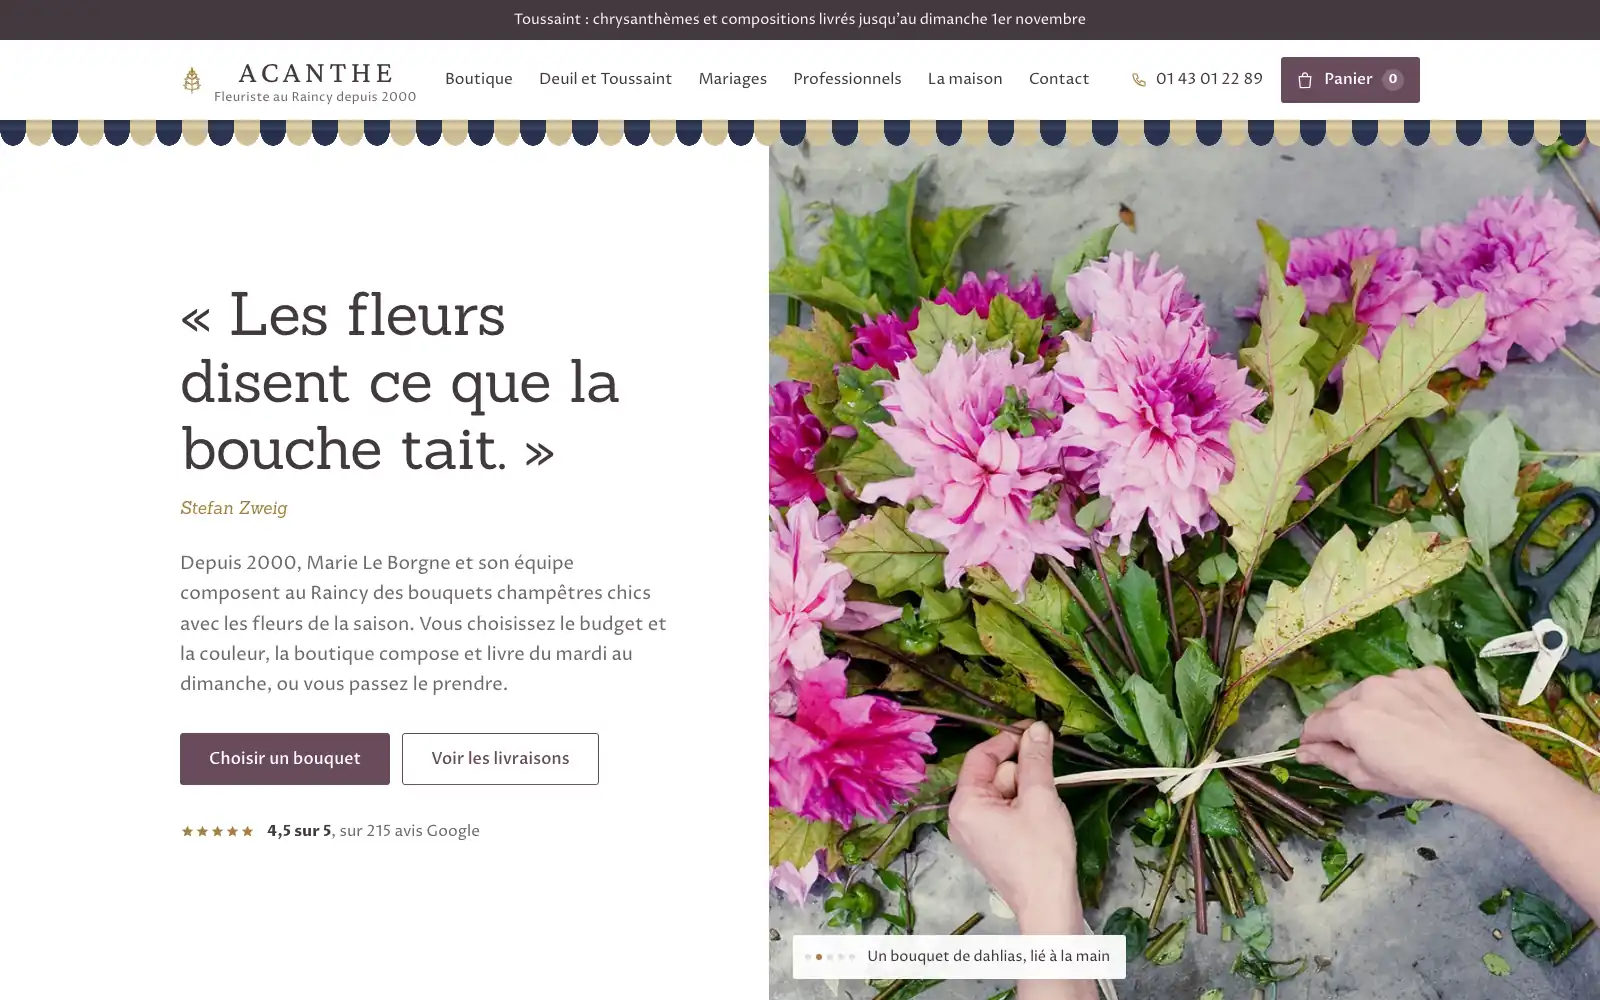 Toussaint : chrysanthèmes et compositions livrés jusqu'au dimanche 1er novembre
ACANTHE
Fleuriste au Raincy depuis 2000
Boutique
Deuil et Toussaint
Mariages
Professionnels
La maison
Contact
01 43 01 22 89
Panier 0
« Les fleurs
disent ce que la
bouche tait. »
Stefan Zweig
Depuis 2000, Marie Le Borgne et son équipe
composent au Raincy des bouquets champêtres chics
avec les fleurs de la saison. Vous choisissez le budget et
la couleur, la boutique compose et livre du mardi au
dimanche, ou vous passez le prendre.
Choisir un bouquet
Voir les livraisons
4,5 sur 5, sur 215 avis Google
Un bouquet de dahlias, lié à la main